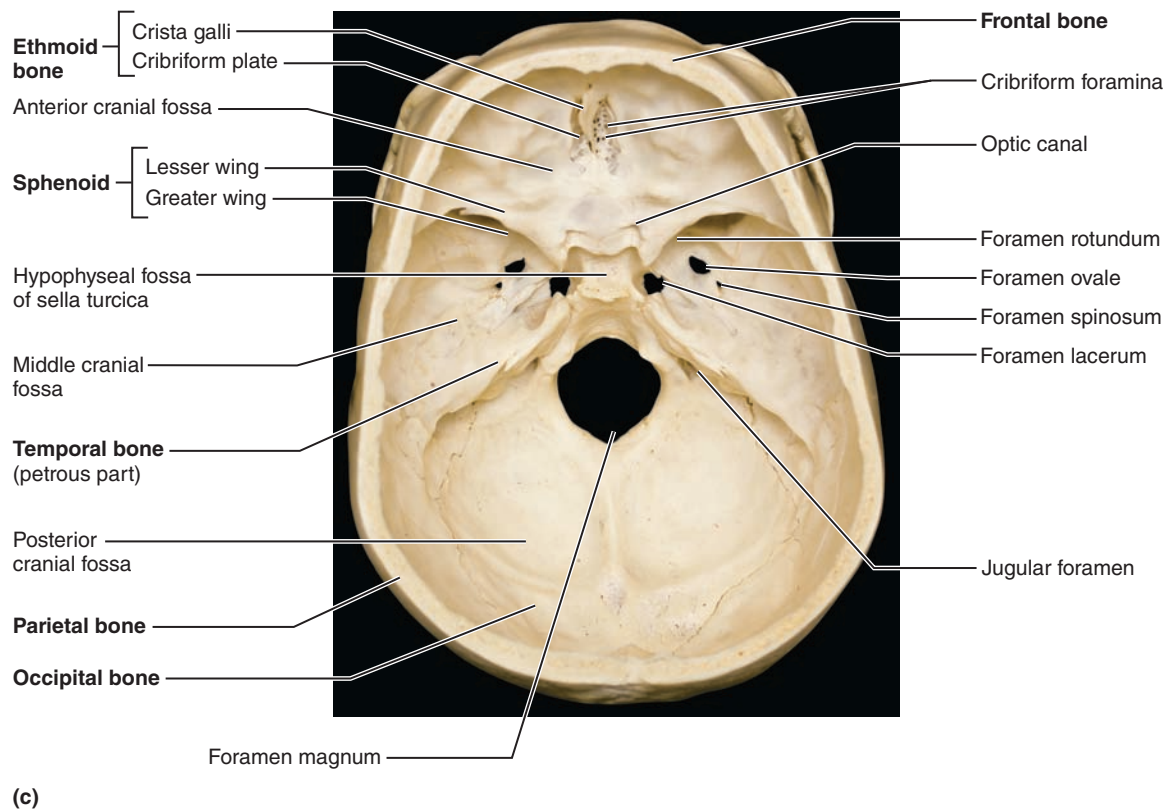 Ethmoid
bone
Crista galli
Cribriform plate
Anterior cranial fossa
Sphenoid
Lesser wing
Greater wing
Hypophyseal fossa
of sella turcica
Middle cranial
fossa
Temporal bone
(petrous part)
Posterior
cranial fossa
Parietal bone
Occipital bone
Foramen magnum
Frontal bone
Cribriform foramina
Optic canal
Foramen rotundum
Foramen ovale
Foramen spinosum
Foramen lacerum
Jugular foramen
(c)